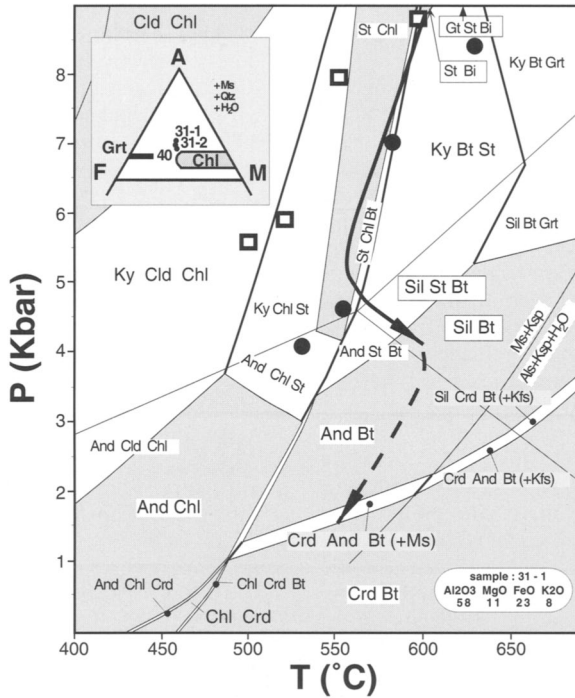 Cld Chl
St Chl
Gt St Bi
St Bi
Ky Bt Grt
A
+Ms
+Qtz
+H2O
31-1
31-2
Grt
40
Chl
F
M
Ky Bt St
Sil Bt Grt
St Chl Bt
Ky Cld Chl
Sil St Bt
Sil Bt
Ky Chl St
Ms+Ksp
Als+Ksp+H2O
And St Bt
And Chl St
Sil Crd Bt (+Kfs)
And Cld Chl
And Bt
And Chl
Crd And Bt (+Kfs)
Crd And Bt (+Ms)
And Chl Crd
Chl Crd Bt
Crd Bt
Chl Crd
sample : 31 - 1
Al2O3 MgO FeO K2O
58 11 23 8
8
7
6
5
4
3
2
1
P (Kbar)
400 450 500 550 600 650
T (˚C)